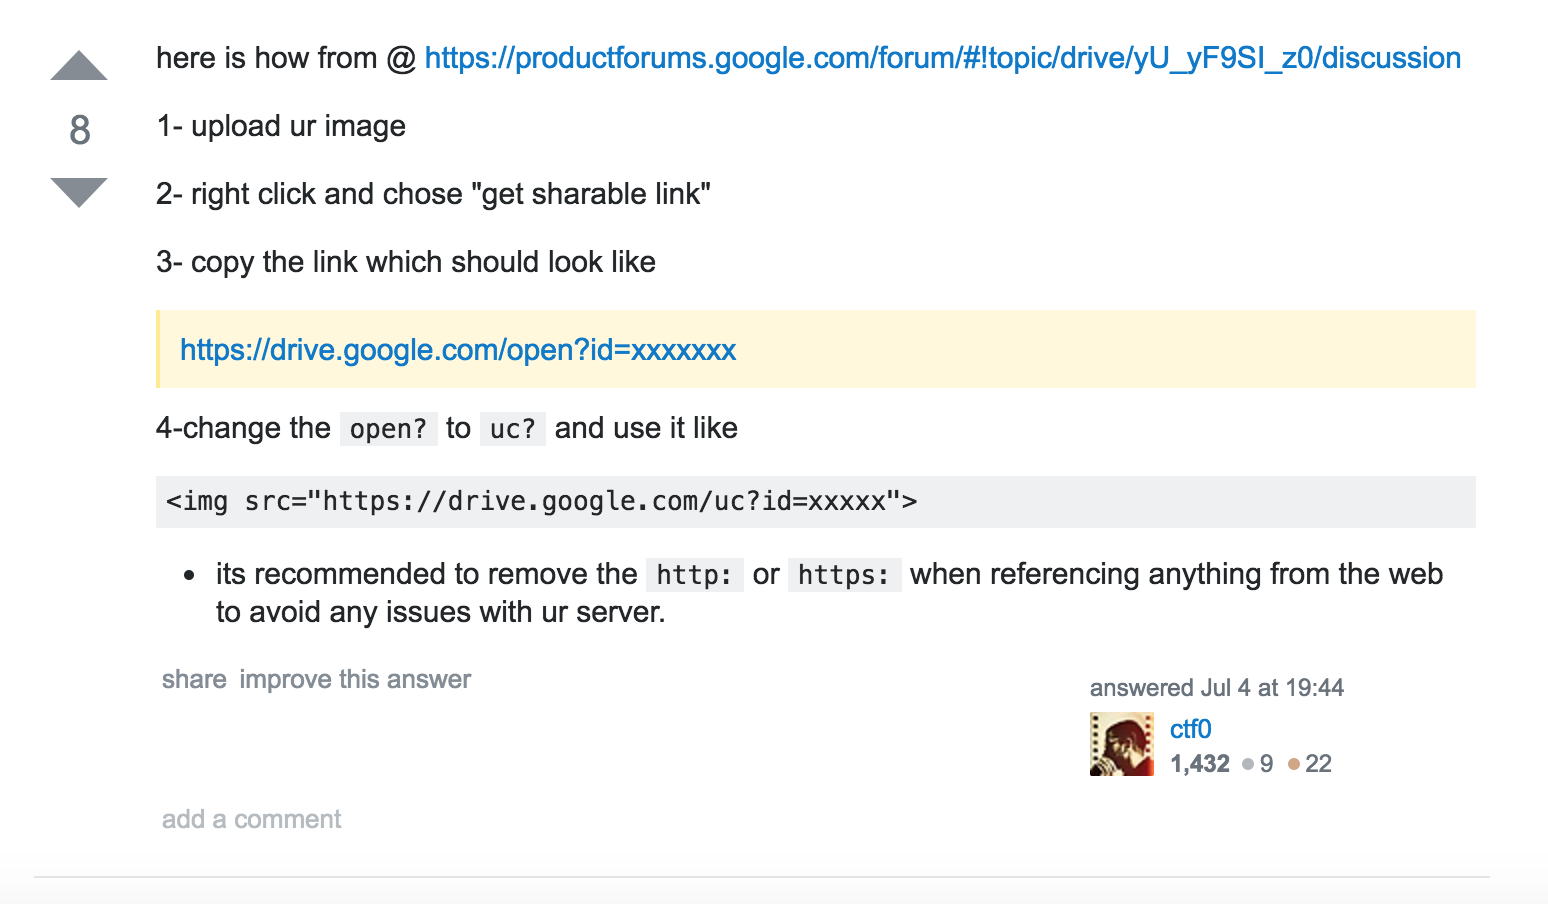 here is how from @ https://productforums.google.com/forum/#!topic/drive/yU_yF9SI_z0/discussion
8
1- upload ur image
2- right click and chose "get sharable link"
3- copy the link which should look like
https://drive.google.com/open?id=xxxxxxx
4-change the open? to uc? and use it like
<img src="https://drive.google.com/uc?id=xxxxx">
• its recommended to remove the http: or https: when referencing anything from the web
to avoid any issues with ur server.
share improve this answer
answered Jul 4 at 19:44
ctf0
1,432 ● 9 ● 22
add a comment